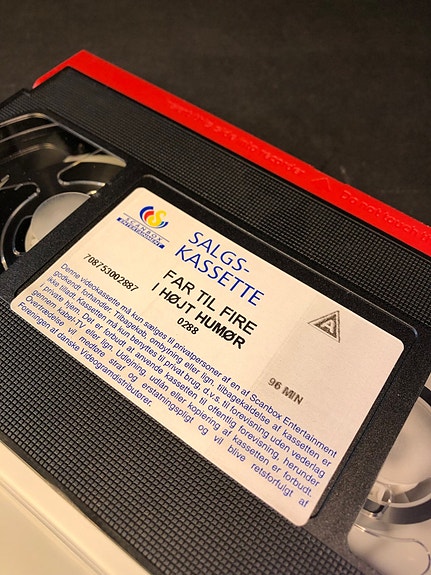 SCANBOX
ENTERTAINMENT
SALGS-
KASSETTE
708753002887
FAR TIL FIRE
I HØJT HUMØR
0288
A
96 MIN
Denne videokassette må kun sælges til privatpersoner af en af Scanbox Entertainment
godkendt forhandler. Tilbagekøb, ombytning eller lign. tilbagekaldelse af kassetten er
ikke tilladt. Kassetten må kun benyttes til privat brug, d.v.s. til forevisning uden vederlag
i private hjem. Det er forbudt at anvende kassetten til offentlig forevisning, herunder
gennem kabel-TV eller lign. Udlejning, udlån eller kopiering af kassetten er forbudt.
Overtrædelse vil medføre straf og erstatningspligt og vil blive retsforfulgt af
Foreningen af danske Videogramdistributører.